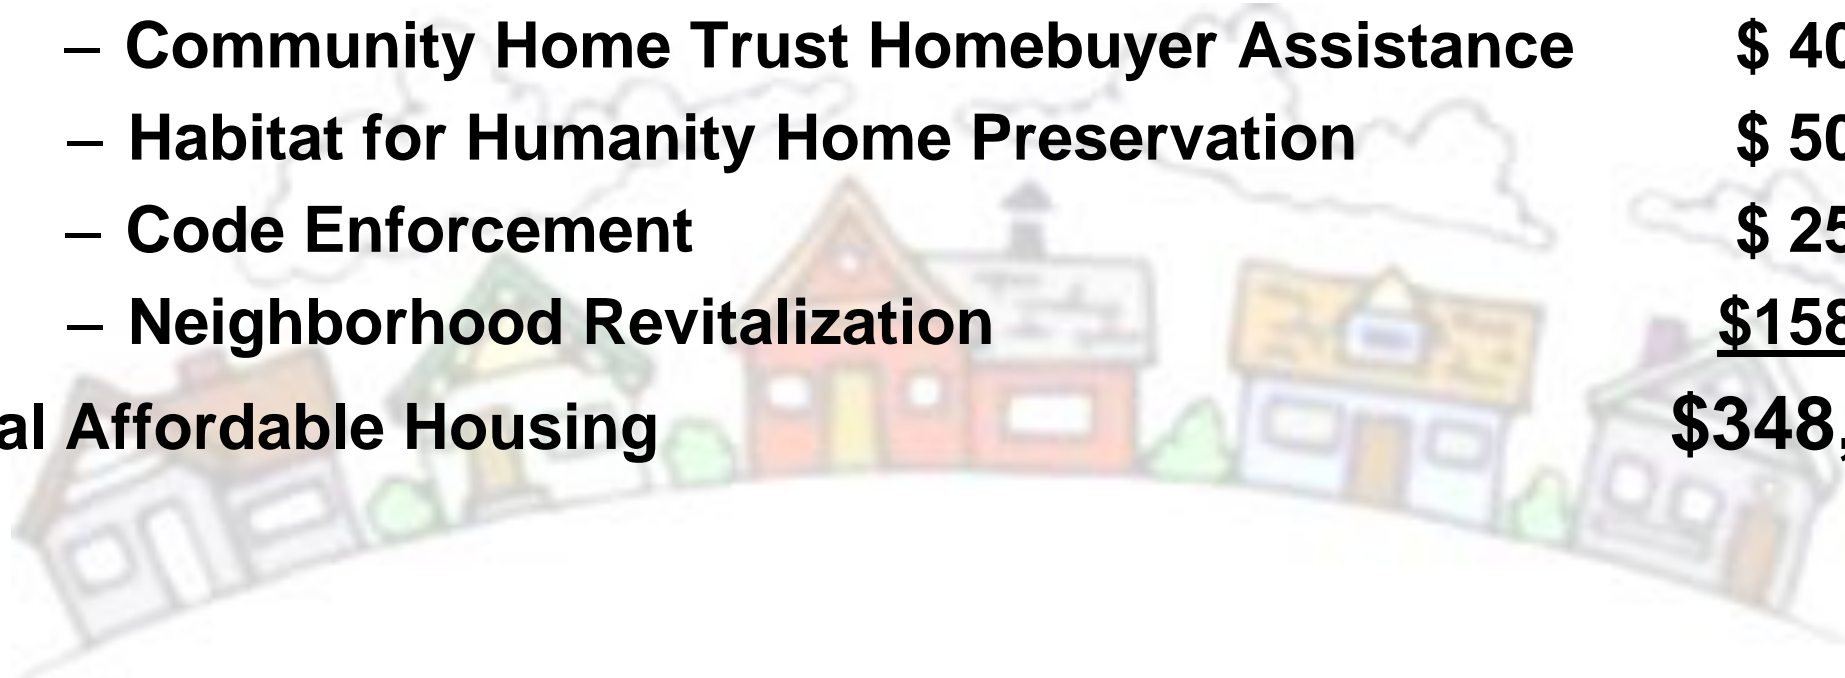 – Community Home Trust Homebuyer Assistance $ 40
– Habitat for Humanity Home Preservation $ 50
– Code Enforcement $ 25
– Neighborhood Revitalization $158
al Affordable Housing $348,